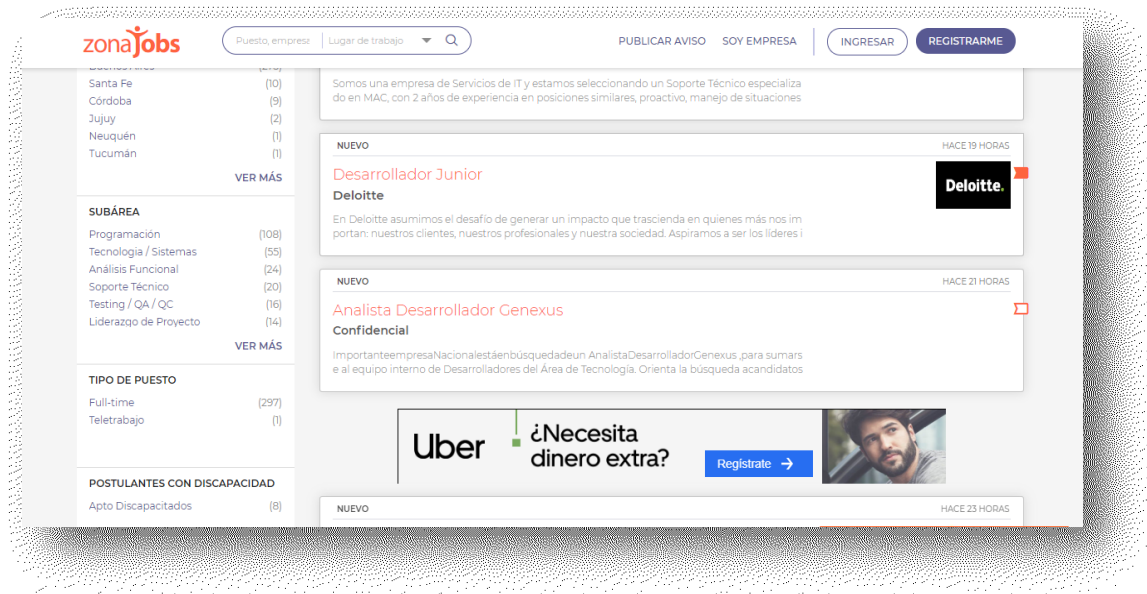 zonajobs
Puesto, empresa
Lugar de trabajo
PUBLICAR AVISO
SOY EMPRESA
INGRESAR
REGISTRARME
Santa Fe (10)
Córdoba (9)
Jujuy (2)
Neuquén (1)
Tucumán (1)
VER MÁS
SUBÁREA
Programación (108)
Tecnología / Sistemas (55)
Análisis Funcional (24)
Soporte Técnico (20)
Testing / QA / QC (16)
Liderazgo de Proyecto (14)
VER MÁS
TIPO DE PUESTO
Full-time (297)
Teletrabajo (1)
POSTULANTES CON DISCAPACIDAD
Apto Discapacitados (8)
Somos una empresa de Servicios de IT y estamos seleccionando un Soporte Técnico especializa
do en MAC, con 2 años de experiencia en posiciones similares, proactivo, manejo de situaciones
NUEVO
HACE 19 HORAS
Desarrollador Junior
Deloitte
Deloitte.
En Deloitte asumimos el desafío de generar un impacto que trascienda en quienes más nos im
portan: nuestros clientes, nuestros profesionales y nuestra sociedad. Aspiramos a ser los líderes i
NUEVO
HACE 21 HORAS
Analista Desarrollador Genexus
Confidencial
ImportanteempresaNacionalestáenbúsquedadeun AnalistaDesarrolladorGenexus ,para sumars
e al equipo interno de Desarrolladores del Área de Tecnología. Orienta la búsqueda acandidatos
Uber
¿Necesita
dinero extra?
Regístrate →
NUEVO
HACE 23 HORAS